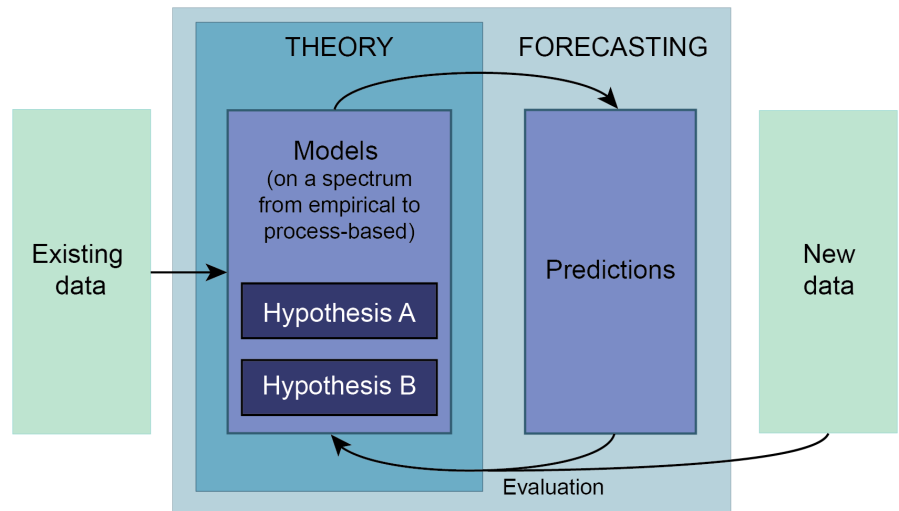 THEORY
FORECASTING
Existing
data
Models
(on a spectrum
from empirical to
process-based)
Hypothesis A
Hypothesis B
Predictions
New
data
Evaluation